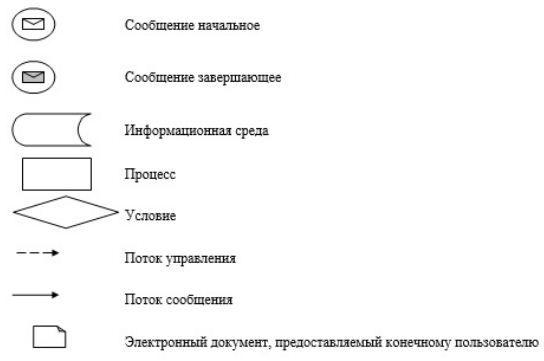 Сообщение начальное
Сообщение завершающее
Информационная среда
Процесс
Условие
Поток управления
Поток сообщения
Электронный документ, предоставляемый конечному пользователю